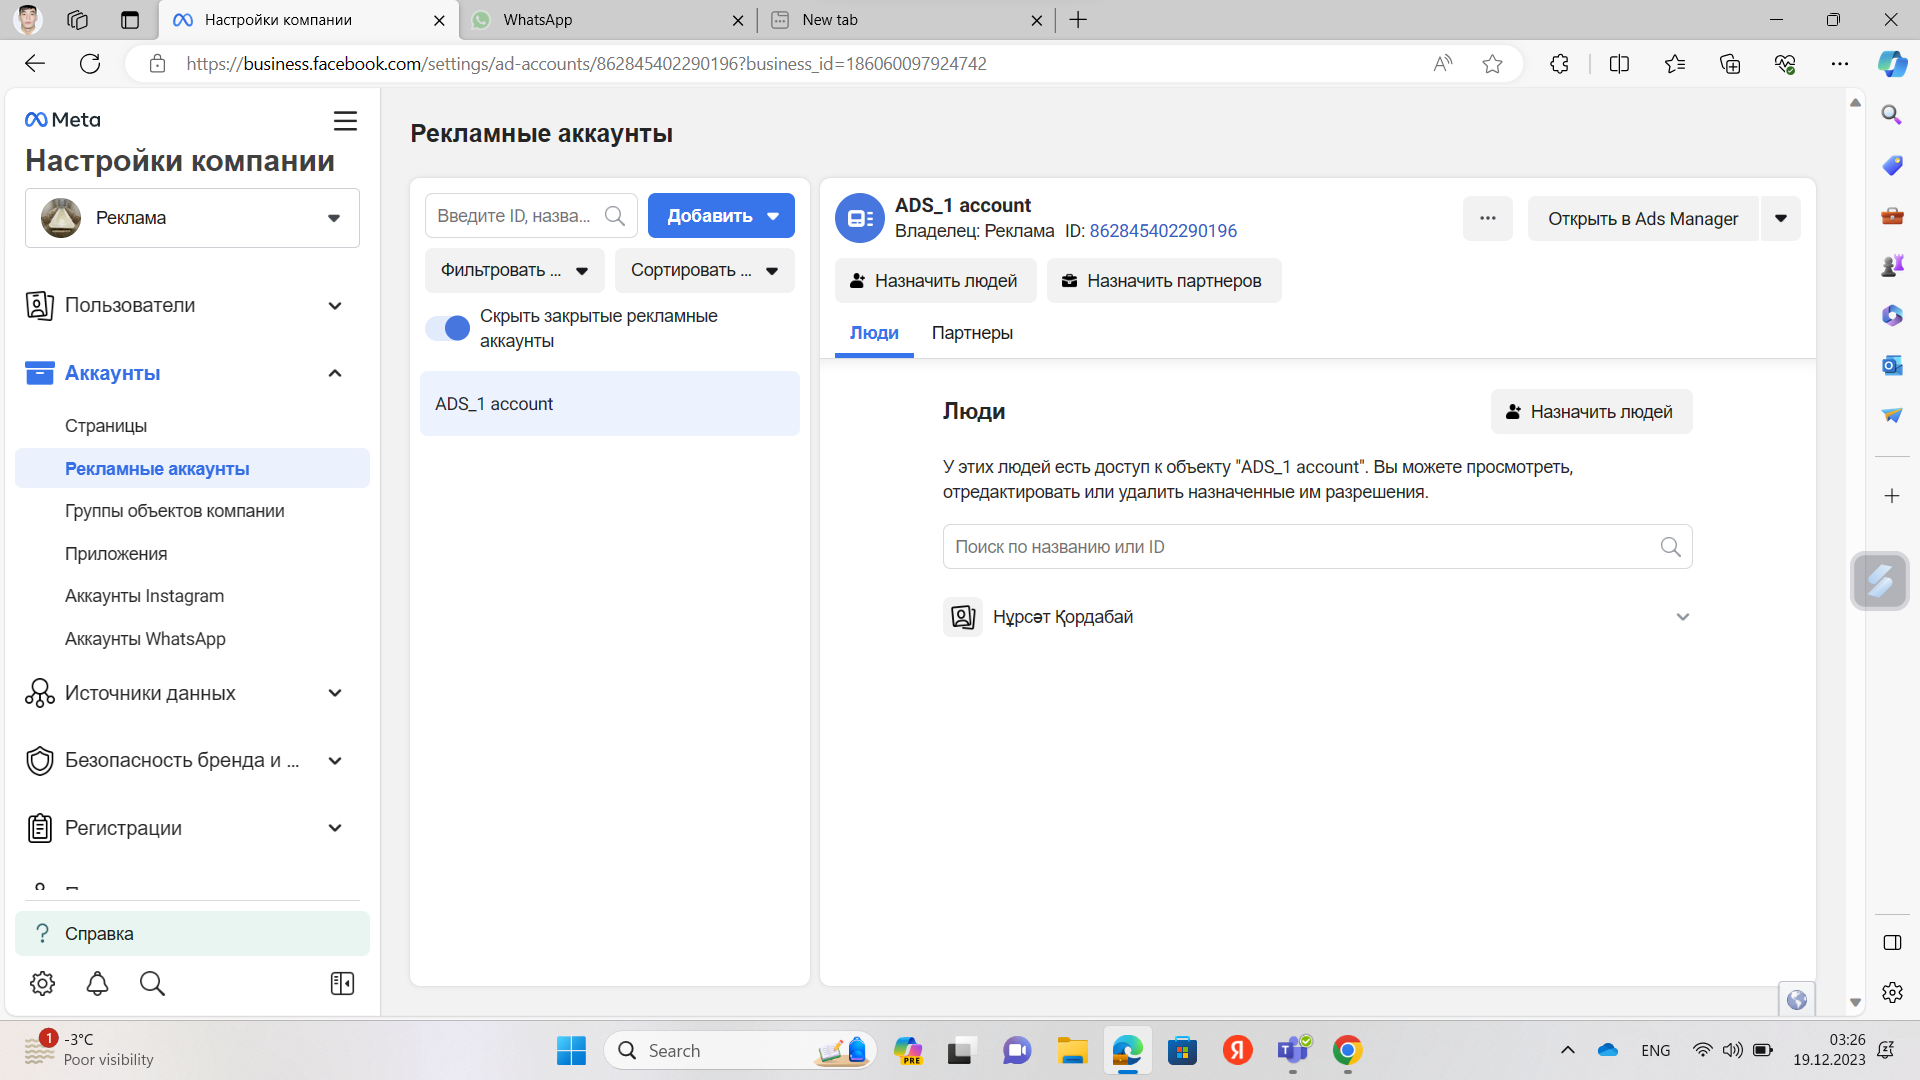 Настройки компании
WhatsApp
New tab
https://business.facebook.com/settings/ad-accounts/862845402290196?business_id=186060097924742
Meta
Настройки компании
Реклама
Пользователи
Аккаунты
Страницы
Рекламные аккаунты
Группы объектов компании
Приложения
Аккаунты Instagram
Аккаунты WhatsApp
Источники данных
Безопасность бренда и ...
Регистрации
Справка
Рекламные аккаунты
Введите ID, назва...
Добавить
Фильтровать ...
Сортировать ...
Скрыть закрытые рекламные
аккаунты
ADS_1 account
ADS_1 account
Владелец: Реклама ID: 862845402290196
Открыть в Ads Manager
Назначить людей
Назначить партнеров
Люди
Партнеры
Люди
Назначить людей
У этих людей есть доступ к объекту "ADS_1 account". Вы можете просмотреть,
отредактировать или удалить назначенные им разрешения.
Поиск по названию или ID
Нұрсәт Қордабай
1
-3°C
Poor visibility
Search
PRE
Я
ENG
03:26
19.12.2023